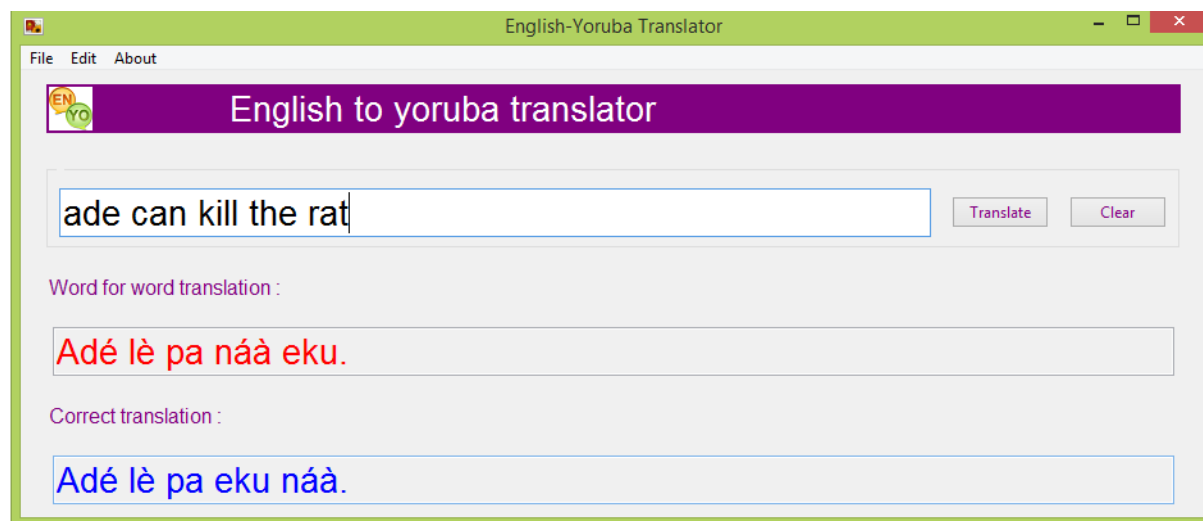 English-Yoruba Translator
File Edit About
EN YO
English to yoruba translator
ade can kill the rat
Translate Clear
Word for word translation :
Adé lè pa náà eku.
Correct translation :
Adé lè pa eku náà.